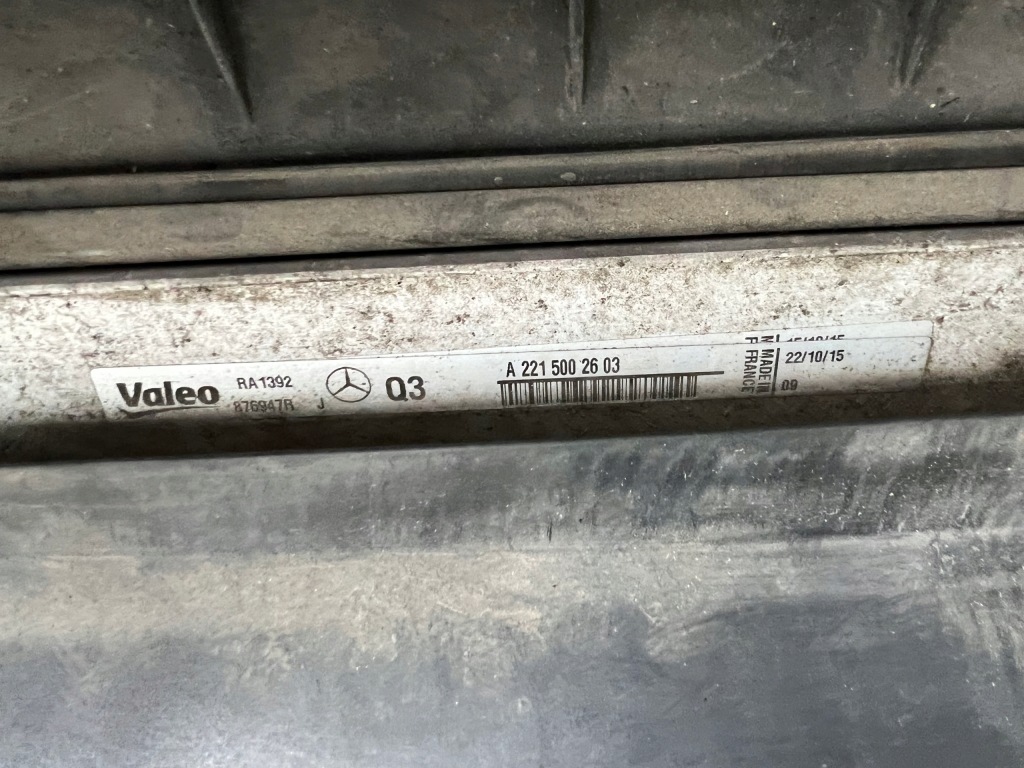 Valeo
RA1392
876947R J
Q3
A 221 500 26 03
MADE IN
FRANCE
22/10/15
09